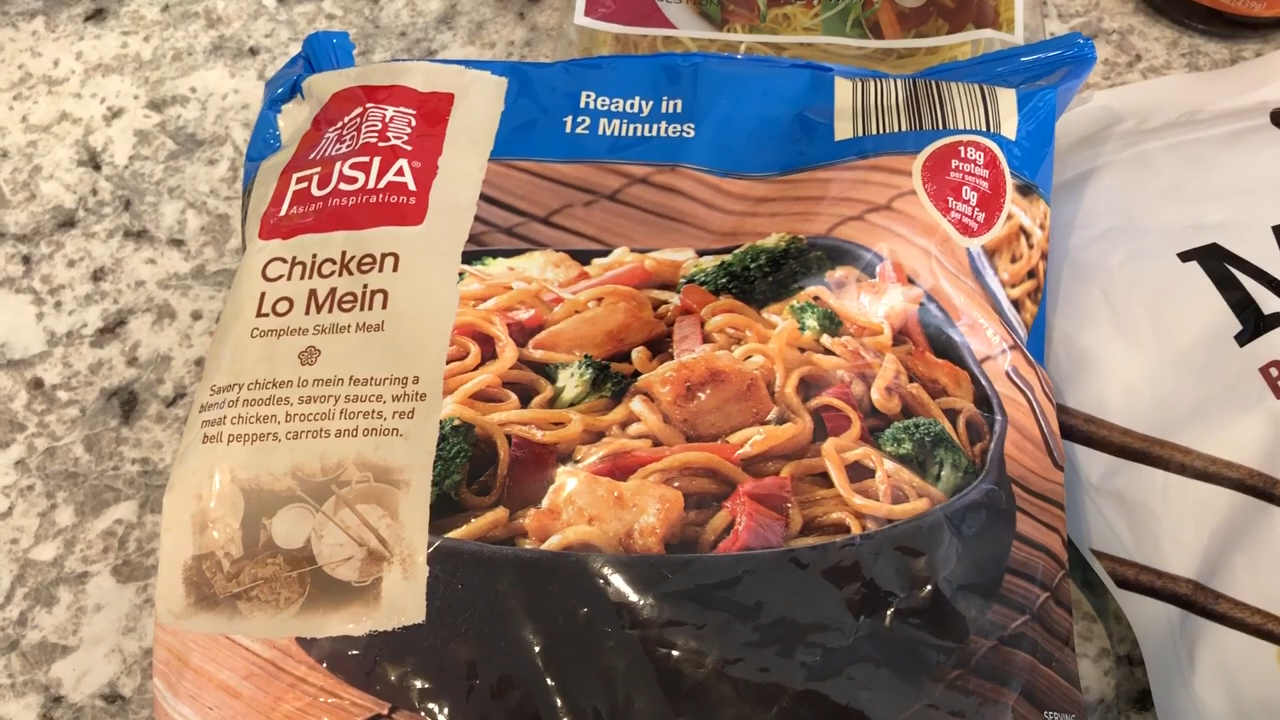 Ready in
12 Minutes
福霞
FUSIA®
Asian Inspirations
18g
Protein
per serving
0g
Trans Fat
per serving
Chicken
Lo Mein
Complete Skillet Meal
Savory chicken lo mein featuring a
blend of noodles, savory sauce, white
meat chicken, broccoli florets, red
bell peppers, carrots and onion.
SERVING